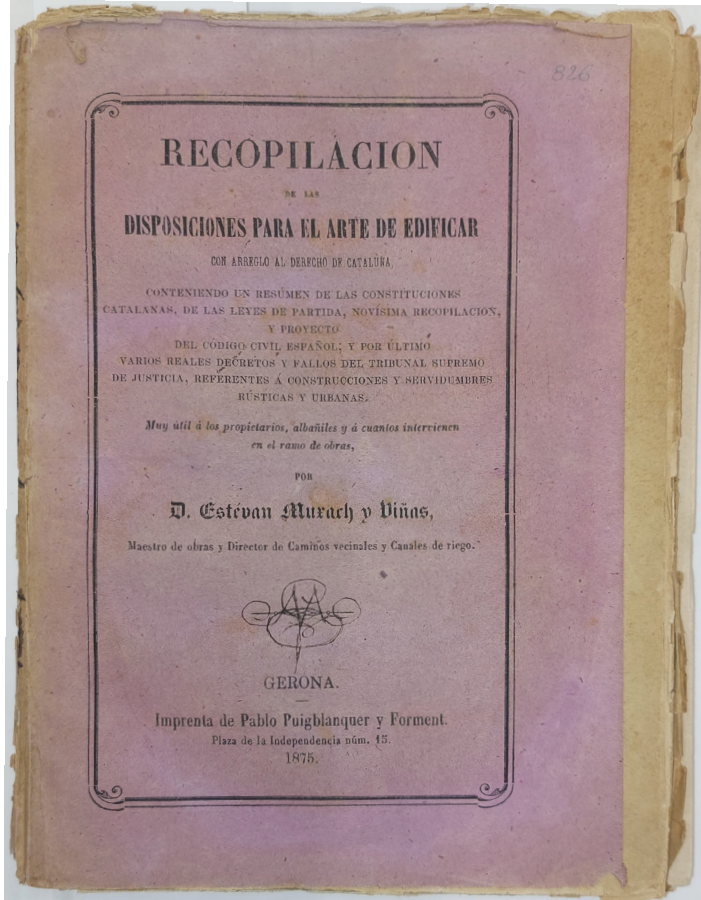 826
RECOPILACION
DE LAS
DISPOSICIONES PARA EL ARTE DE EDIFICAR
CON ARREGLO AL DERECHO DE CATALUÑA,
CONTENIENDO UN RESÚMEN DE LAS CONSTITUCIONES
CATALANAS, DE LAS LEYES DE PARTIDA, NOVÍSIMA RECOPILACION,
Y PROYECTO
DEL CÓDIGO CIVIL ESPAÑOL; Y POR ÚLTIMO
VARIOS REALES DECRETOS Y FALLOS DEL TRIBUNAL SUPREMO
DE JUSTICIA, REFERENTES Á CONSTRUCCIONES Y SERVIDUMBRES
RÚSTICAS Y URBANAS.
Muy útil á los propietarios, albañiles y á cuantos intervienen
en el ramo de obras,
POR
D. Estévan Muxach y Viñas,
Maestro de obras y Director de Caminos vecinales y Canales de riego.
GERONA.
Imprenta de Pablo Puigblanquer y Forment.
Plaza de la Independencia núm. 15.
1875.